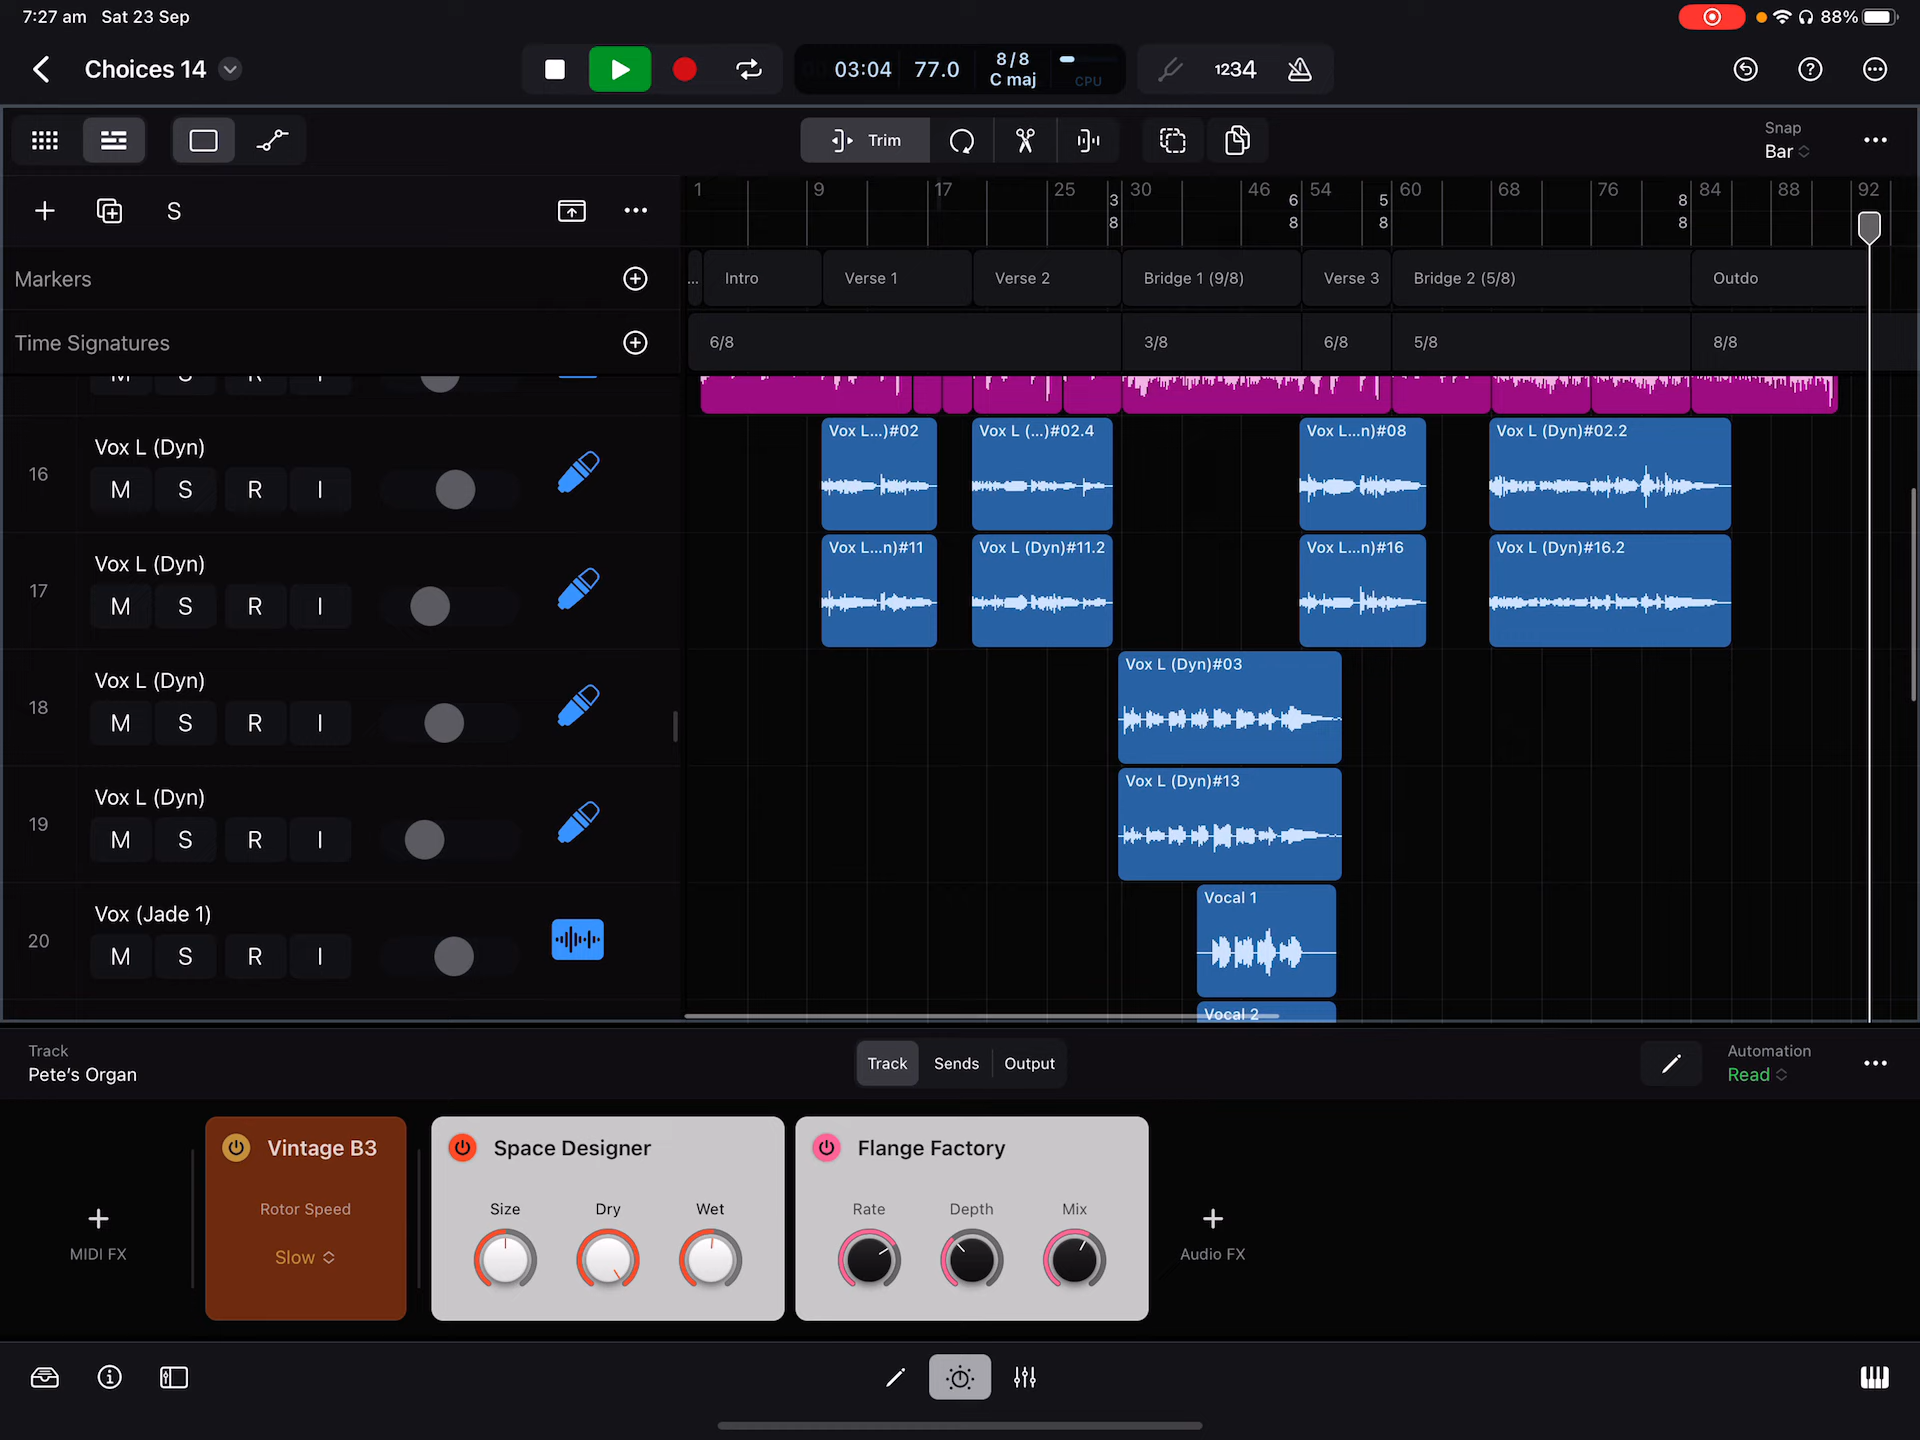 7:27 am Sat 23 Sep
88%
Choices 14
03:04 77.0 8/8 C maj CPU
1234
Trim
Snap
Bar
S
1 9 17 25 30 46 54 60 68 76 84 88 92
3 8
6 8
5 8
8 8
Markers
... Intro Verse 1 Verse 2 Bridge 1 (9/8) Verse 3 Bridge 2 (5/8) Outdo
Time Signatures
6/8 3/8 6/8 5/8 8/8
M S R I
16 Vox L (Dyn)
M S R I
Vox L...)#02 Vox L (...)#02.4 Vox L...n)#08 Vox L (Dyn)#02.2
17 Vox L (Dyn)
M S R I
Vox L...n)#11 Vox L (Dyn)#11.2 Vox L...n)#16 Vox L (Dyn)#16.2
18 Vox L (Dyn)
M S R I
Vox L (Dyn)#03
19 Vox L (Dyn)
M S R I
Vox L (Dyn)#13
20 Vox (Jade 1)
M S R I
Vocal 1
Vocal 2
Track
Pete's Organ
Track Sends Output
Automation
Read
MIDI FX
Vintage B3
Rotor Speed
Slow
Space Designer
Size Dry Wet
Flange Factory
Rate Depth Mix
Audio FX